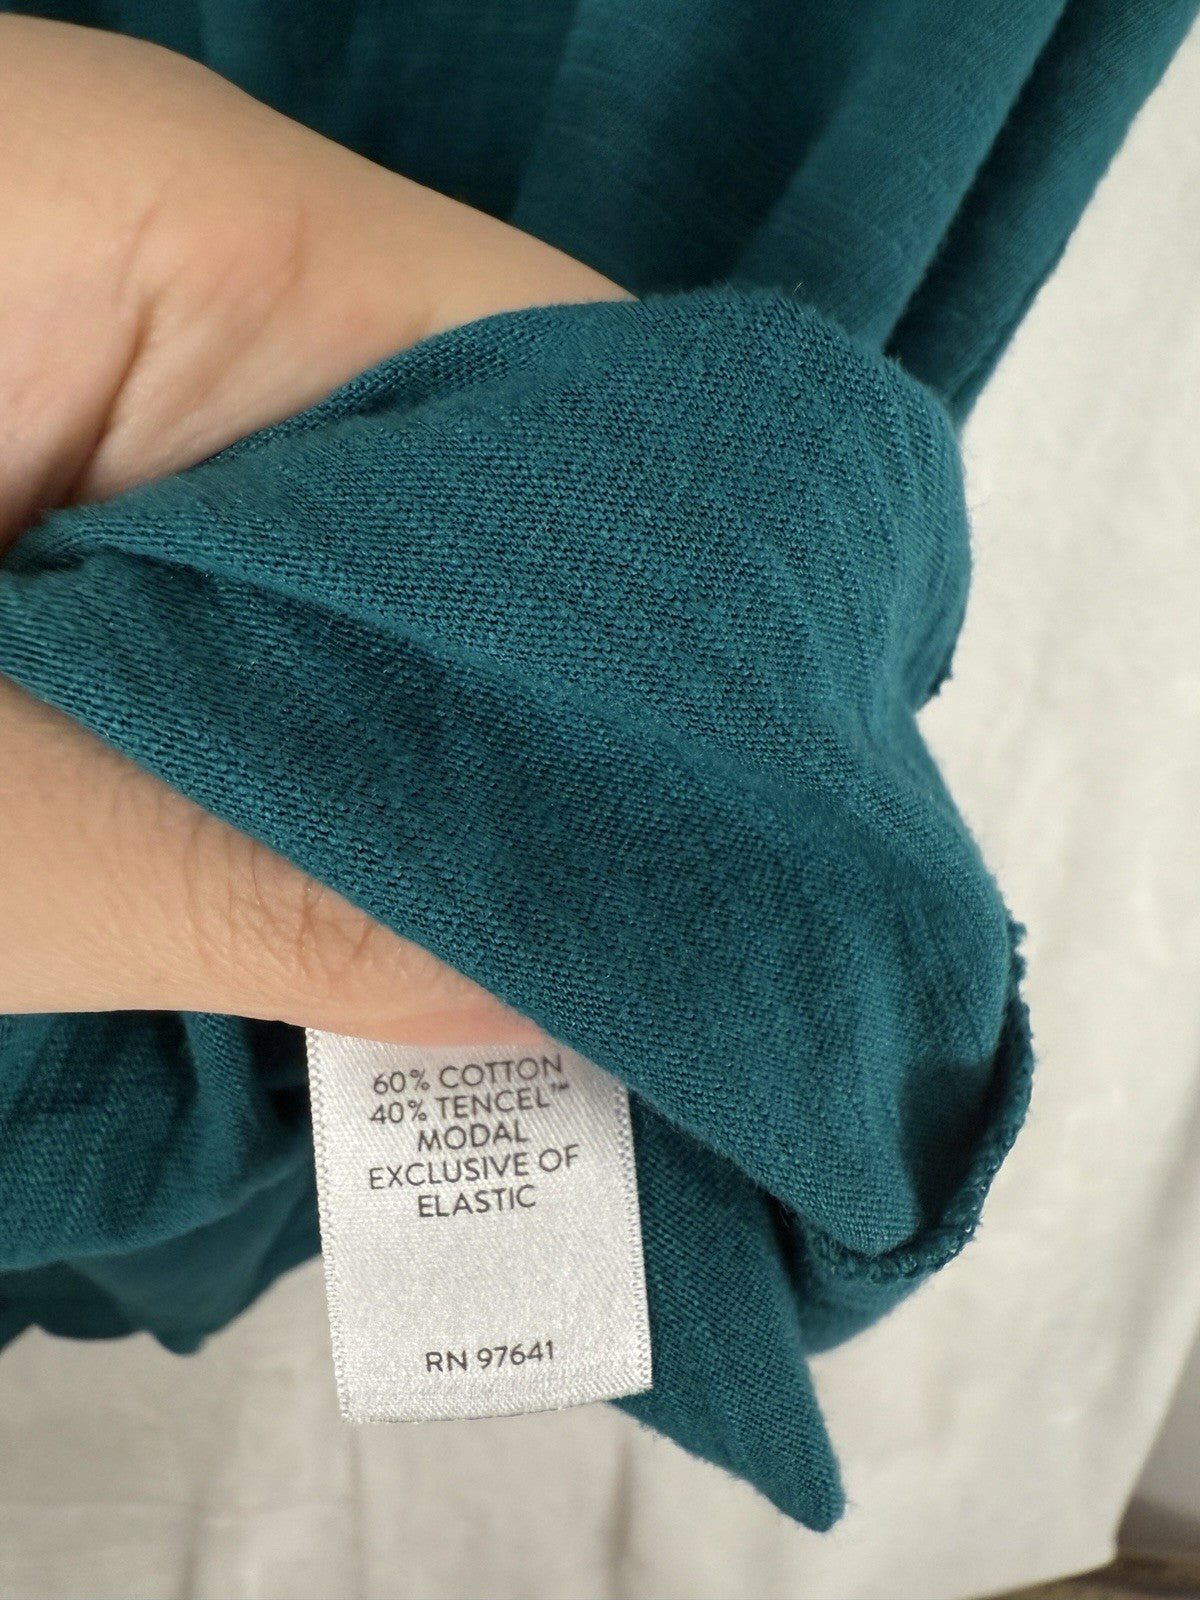 60% COTTON
40% TENCEL™
MODAL
EXCLUSIVE OF
ELASTIC
RN 97641